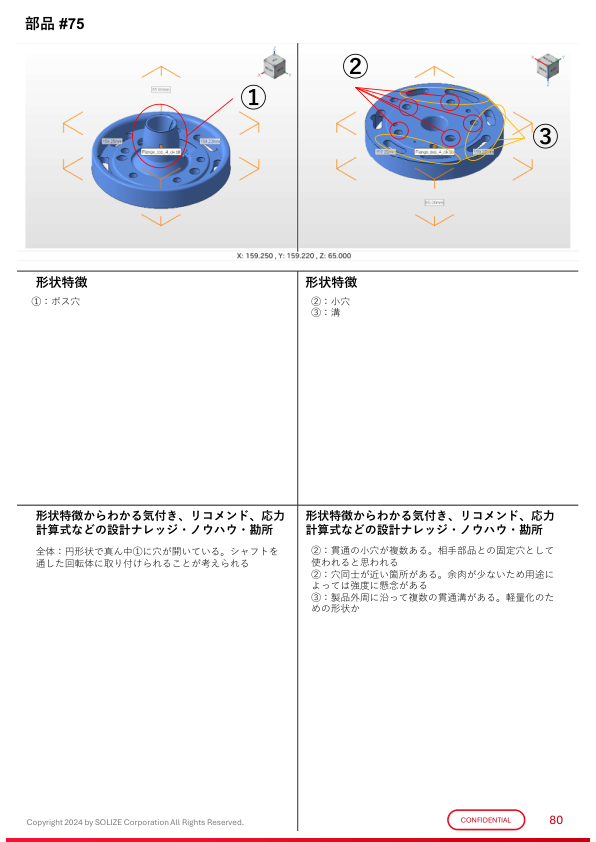 部品 #75
①
②
③
Flange_top_4_ok.stl
X: 159.250 , Y: 159.220 , Z: 65.000
形状特徴
①：ボス穴
形状特徴
②：小穴
③：溝
形状特徴からわかる気付き、リコメンド、応力
計算式などの設計ナレッジ・ノウハウ・勘所
全体：円形状で真ん中①に穴が開いている。シャフトを
通した回転体に取り付けられることが考えられる
形状特徴からわかる気付き、リコメンド、応力
計算式などの設計ナレッジ・ノウハウ・勘所
②：貫通の小穴が複数ある。相手部品との固定穴として
使われると思われる
②：穴同士が近い箇所がある。余肉が少ないため用途に
よっては強度に懸念がある
③：製品外周に沿って複数の貫通溝がある。軽量化のた
めの形状か
Copyright 2024 by SOLIZE Corporation All Rights Reserved.
CONFIDENTIAL
80